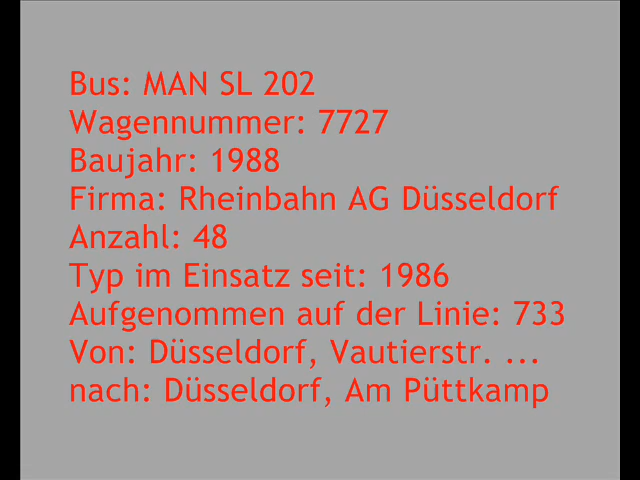 Bus: MAN SL 202
Wagennummer: 7727
Baujahr: 1988
Firma: Rheinbahn AG Düsseldorf
Anzahl: 48
Typ im Einsatz seit: 1986
Aufgenommen auf der Linie: 733
Von: Düsseldorf, Vautierstr. ...
nach: Düsseldorf, Am Püttkamp